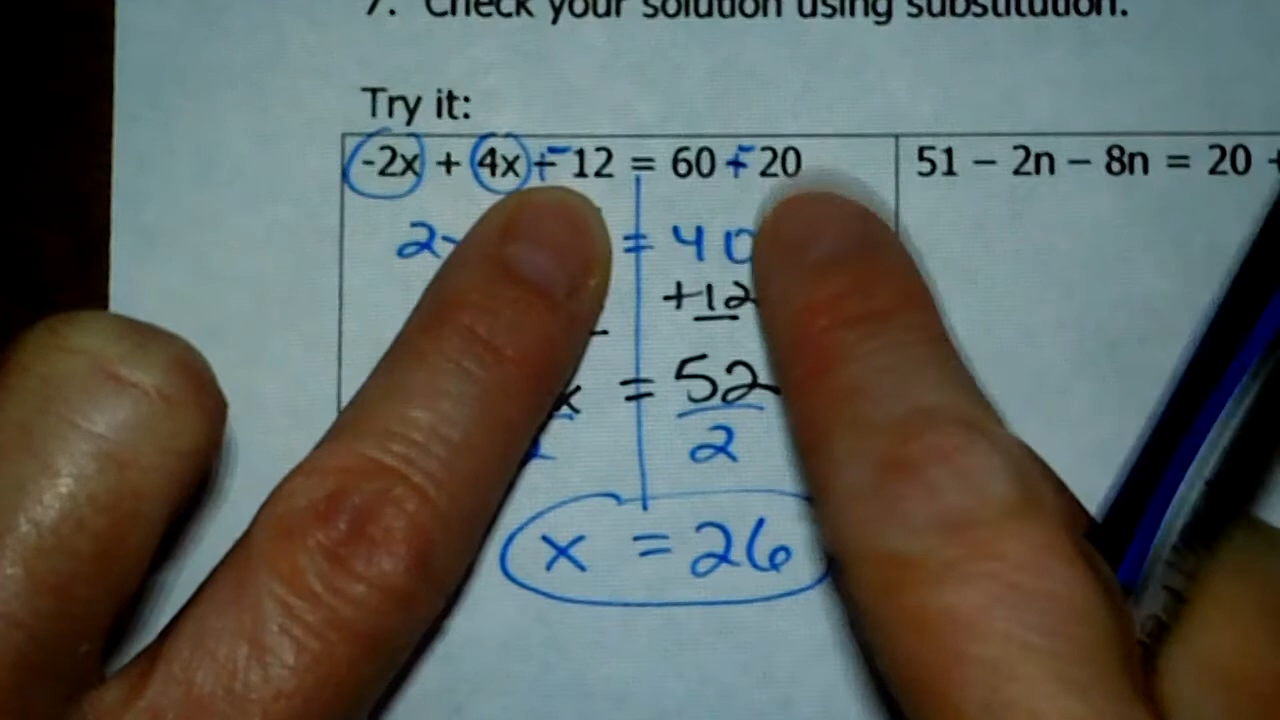 7. Check your solution using substitution.
Try it:
-2x + 4x + - 12 = 60 + - 20
51 – 2n – 8n = 20 +
2 = 40
+12
x = 52
2
x = 26